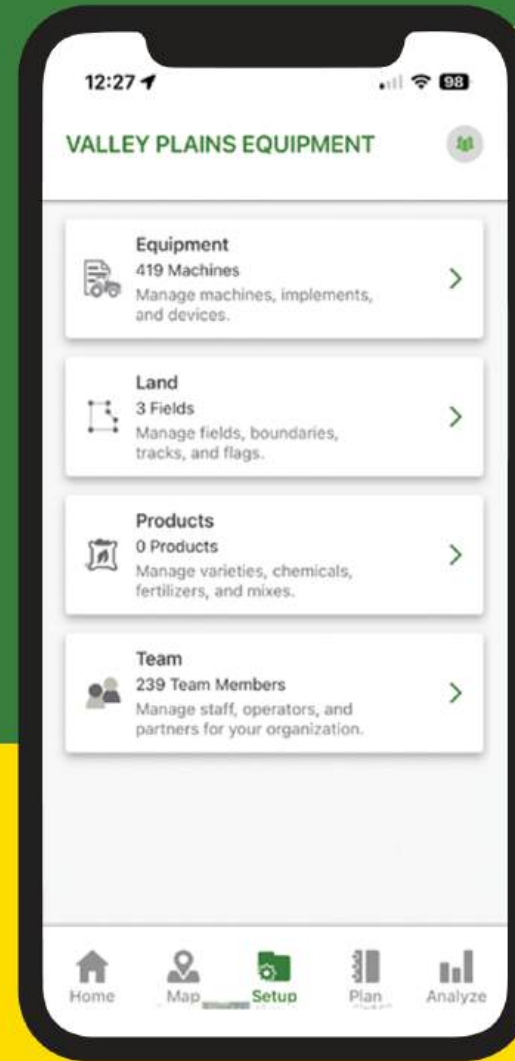 12:27
98
VALLEY PLAINS EQUIPMENT
Equipment
419 Machines
Manage machines, implements,
and devices.
Land
3 Fields
Manage fields, boundaries,
tracks, and flags.
Products
0 Products
Manage varieties, chemicals,
fertilizers, and mixes.
Team
239 Team Members
Manage staff, operators, and
partners for your organization.
Home Map Setup Plan Analyze